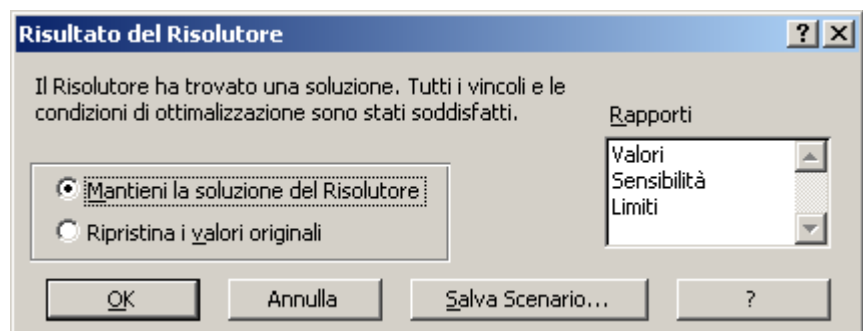 Risultato del Risolutore
Il Risolutore ha trovato una soluzione. Tutti i vincoli e le
condizioni di ottimalizzazione sono stati soddisfatti.
Rapporti
Valori
Sensibilità
Limiti
Mantieni la soluzione del Risolutore
Ripristina i valori originali
OK
Annulla
Salva Scenario...
?